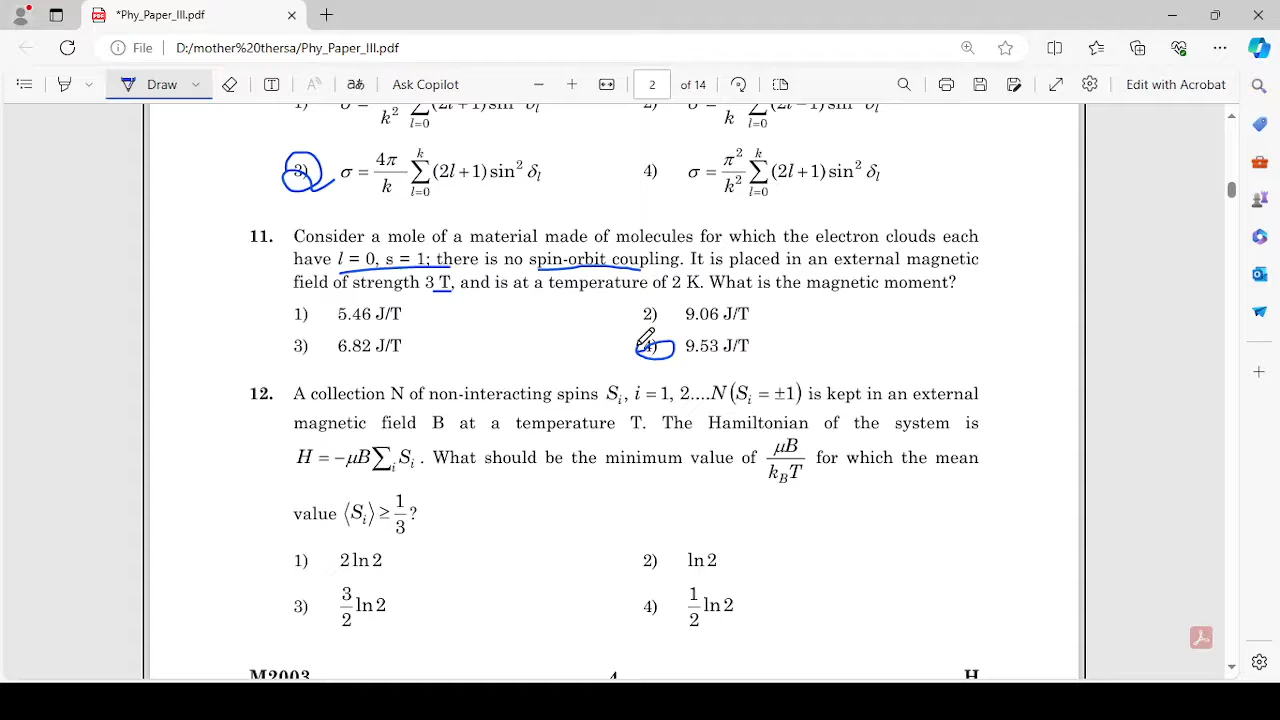 *Phy_Paper_III.pdf
File D:/mother%20thersa/Phy_Paper_III.pdf
Draw Ask Copilot 2 of 14 Edit with Acrobat
3) σ = 4π/k ∑_{l=0}^{k} (2l + 1) sin² δ_l 4) σ = π²/k² ∑_{l=0}^{k} (2l + 1) sin² δ_l
11. Consider a mole of a material made of molecules for which the electron clouds each
have l = 0, s = 1; there is no spin-orbit coupling. It is placed in an external magnetic
field of strength 3 T, and is at a temperature of 2 K. What is the magnetic moment?
1) 5.46 J/T 2) 9.06 J/T
3) 6.82 J/T 4) 9.53 J/T
12. A collection N of non-interacting spins S_i, i = 1, 2....N (S_i = ±1) is kept in an external
magnetic field B at a temperature T. The Hamiltonian of the system is
H = −μB∑_i S_i. What should be the minimum value of μB/k_BT for which the mean
value ⟨S_i⟩ ≥ 1/3?
1) 2 ln 2 2) ln 2
3) 3/2 ln 2 4) 1/2 ln 2
M2003 4 H